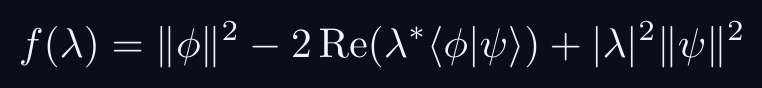 f(λ) = ‖ϕ‖² − 2 Re(λ*⟨ϕ|ψ⟩) + |λ|²‖ψ‖²